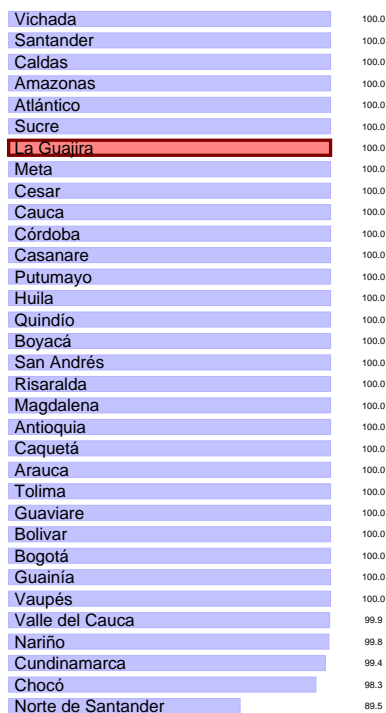 Vichada 100.0
Santander 100.0
Caldas 100.0
Amazonas 100.0
Atlántico 100.0
Sucre 100.0
La Guajira 100.0
Meta 100.0
Cesar 100.0
Cauca 100.0
Córdoba 100.0
Casanare 100.0
Putumayo 100.0
Huila 100.0
Quindío 100.0
Boyacá 100.0
San Andrés 100.0
Risaralda 100.0
Magdalena 100.0
Antioquia 100.0
Caquetá 100.0
Arauca 100.0
Tolima 100.0
Guaviare 100.0
Bolivar 100.0
Bogotá 100.0
Guainía 100.0
Vaupés 100.0
Valle del Cauca 99.9
Nariño 99.8
Cundinamarca 99.4
Chocó 98.3
Norte de Santander 89.5